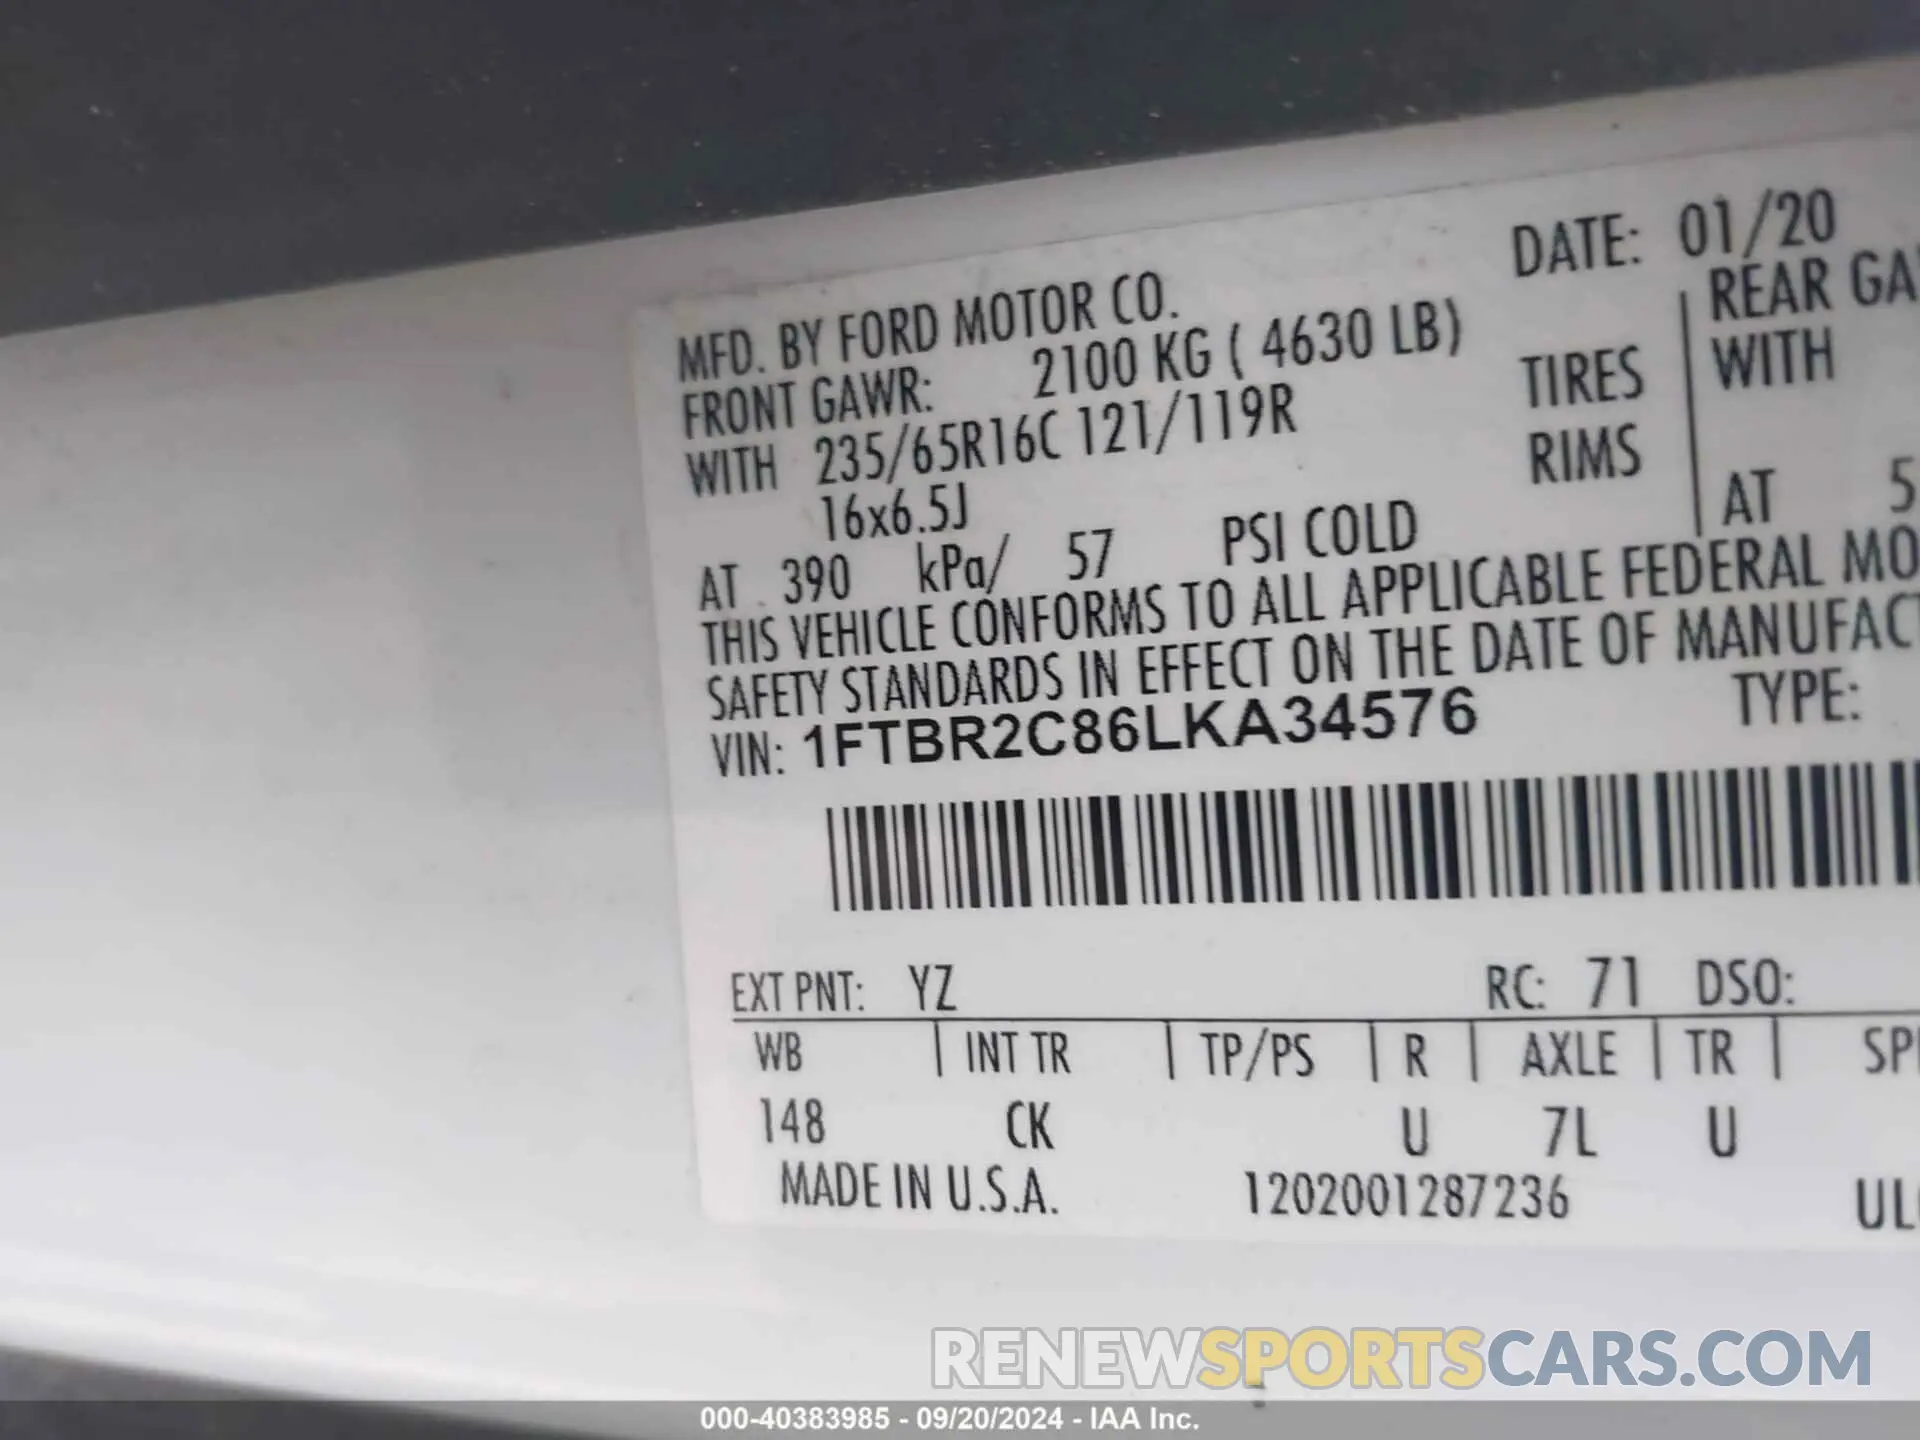 DATE: 01/20
MFD. BY FORD MOTOR CO.
FRONT GAWR: 2100 KG ( 4630 LB)
REAR
WITH 235/65R16C 121/119R TIRES
WITH
16x6.5J RIMS
AT 390 kPa/ 57 PSI COLD
AT
THIS VEHICLE CONFORMS TO ALL APPLICABLE FEDERAL
SAFETY STANDARDS IN EFFECT ON THE DATE OF
VIN: 1FTBR2C86LKA34576 TYPE:
EXT PNT: YZ RC: 71 DSO:
WB | INT TR | TP/PS | R | AXLE | TR |
148 CK U 7L U
MADE IN U.S.A. 1202001287236
RENEWSPORTSCARS.COM
000-40383985 - 09/20/2024 - IAA Inc.